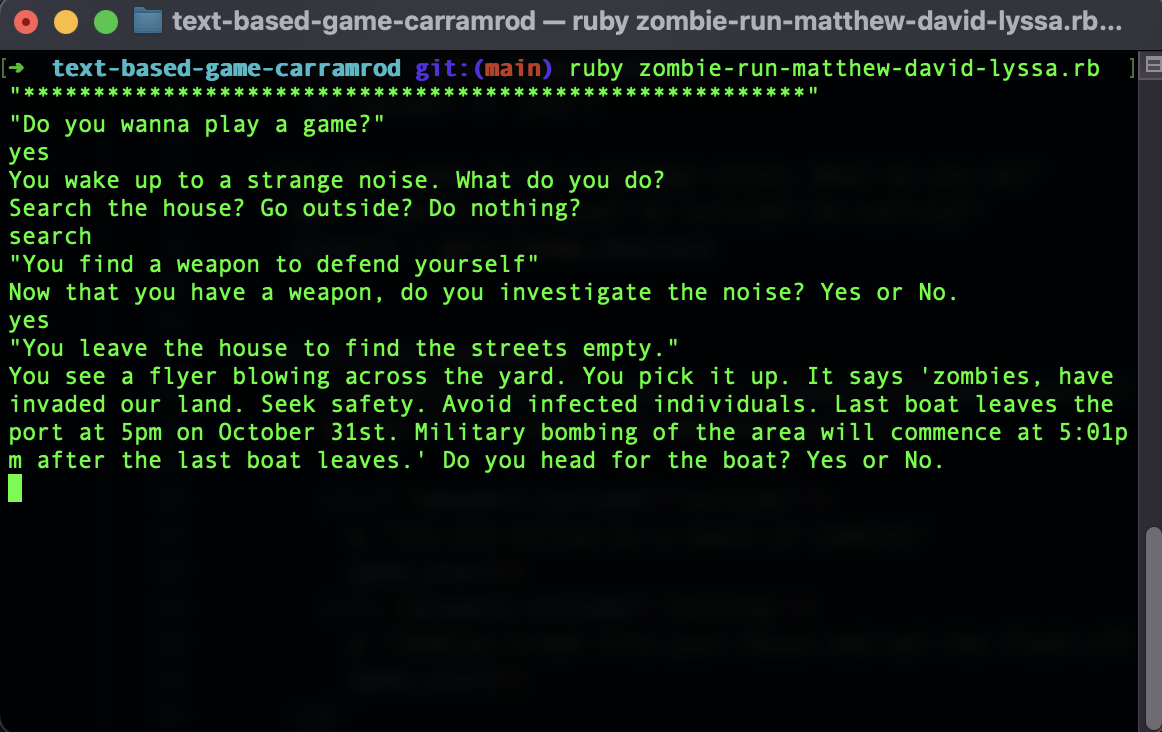 text-based-game-carramrod — ruby zombie-run-matthew-david-lyssa.rb...
[➜ text-based-game-carramrod git:(main) ruby zombie-run-matthew-david-lyssa.rb ]
"********************************************************"
"Do you wanna play a game?"
yes
You wake up to a strange noise. What do you do?
Search the house? Go outside? Do nothing?
search
"You find a weapon to defend yourself"
Now that you have a weapon, do you investigate the noise? Yes or No.
yes
"You leave the house to find the streets empty."
You see a flyer blowing across the yard. You pick it up. It says 'zombies, have
invaded our land. Seek safety. Avoid infected individuals. Last boat leaves the
port at 5pm on October 31st. Military bombing of the area will commence at 5:01p
m after the last boat leaves.' Do you head for the boat? Yes or No.